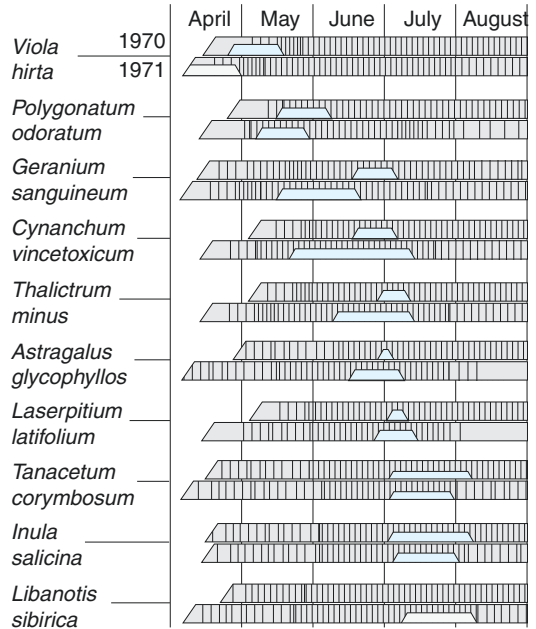 April May June July August
Viola 1970
hirta 1971
Polygonatum
odoratum
Geranium
sanguineum
Cynanchum
vincetoxicum
Thalictrum
minus
Astragalus
glycophyllos
Laserpitium
latifolium
Tanacetum
corymbosum
Inula
salicina
Libanotis
sibirica